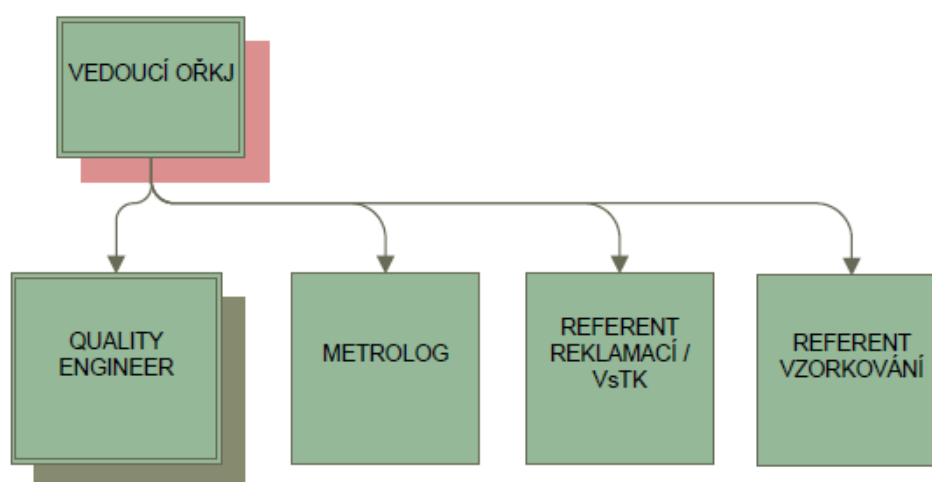 VEDOUCÍ OŘKJ
QUALITY
ENGINEER
METROLOG
REFERENT
REKLAMACÍ /
VsTK
REFERENT
VZORKOVÁNÍ